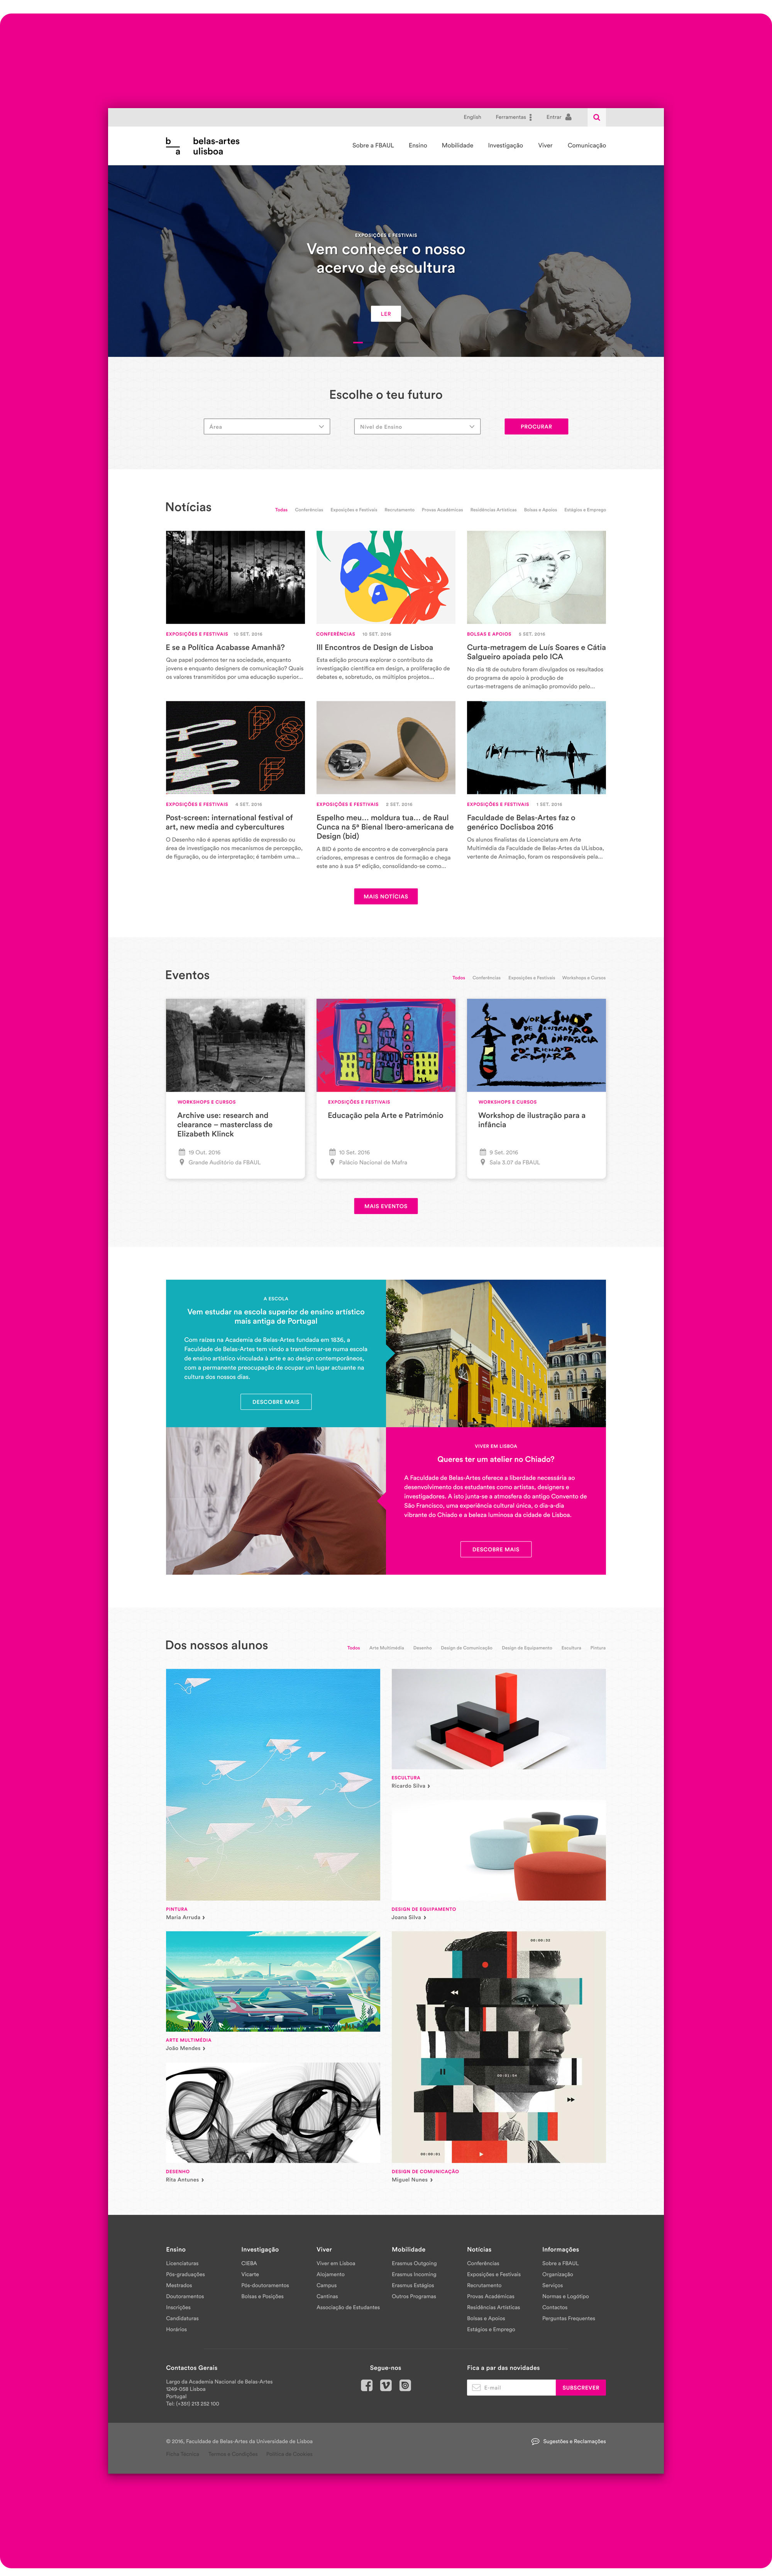 English Ferramentas Entrar
b a
belas-artes
ulisboa
Sobre a FBAUL Ensino Mobilidade Investigação Viver Comunicação
EXPOSIÇÕES E FESTIVAIS
Vem conhecer o nosso
acervo de escultura
LER
Escolhe o teu futuro
Área Nível de Ensino PROCURAR
Notícias
Todas Conferências Exposições e Festivais Recrutamento Provas Académicas Residências Artísticas Bolsas e Apoios Estágios e Emprego
EXPOSIÇÕES E FESTIVAIS 16 SET. 2016
E se a Política Acabasse Amanhã?
Que papel podemos ter na sociedade, enquanto
jovens e enquanto designers de comunicação? Quais
os valores transmitidos por uma educação superior...
CONFERÊNCIAS 10 SET. 2016
III Encontros de Design de Lisboa
Esta edição procura explorar o contributo da
investigação científica em design, a proliferação de
debates e, sobretudo, os múltiplos projetos...
BOLSAS E APOIOS 5 SET. 2016
Curta-metragem de Luís Soares e Cátia
Salgueiro apoiada pelo ICA
No dia 18 de outubro foram divulgados os resultados
do programa de apoio à produção de
curtas-metragens de animação promovido pelo...
EXPOSIÇÕES E FESTIVAIS 4 SET. 2016
Post-screen: international festival of
art, new media and cybercultures
O Desenho não é apenas aptidão de expressão ou
área de investigação nos mecanismos de percepção,
de figuração, ou de interpretação; é também uma...
EXPOSIÇÕES E FESTIVAIS 2 SET. 2016
Espelho meu... moldura tua... de Raul
Cunca na 5ª Bienal Ibero-americana de
Design (bid)
A BID é ponto de encontro e de convergência para
criadores, empresas e centros de formação e chega
este ano à sua 5ª edição, consolidando-se como...
EXPOSIÇÕES E FESTIVAIS 1 SET. 2016
Faculdade de Belas-Artes faz o
genérico Doclisboa 2016
Os alunos finalistas da Licenciatura em Arte
Multimédia da Faculdade de Belas-Artes da ULisboa,
vertente de Animação, foram os responsáveis pela...
MAIS NOTÍCIAS
Eventos
Todos Conferências Exposições e Festivais Workshops e Cursos
WORKSHOPS E CURSOS
Archive use: research and
clearance – masterclass de
Elizabeth Klinck
19 Out. 2016
Grande Auditório da FBAUL
EXPOSIÇÕES E FESTIVAIS
Educação pela Arte e Património
10 Set. 2016
Palácio Nacional de Mafra
WORKSHOPS E CURSOS
Workshop de ilustração para a
infância
9 Set. 2016
Sala 3.07 da FBAUL
MAIS EVENTOS
A ESCOLA
Vem estudar na escola superior de ensino artístico
mais antiga de Portugal
Com raízes na Academia de Belas-Artes fundada em 1836, a
Faculdade de Belas-Artes tem vindo a transformar-se numa escola
de ensino artístico vinculada à arte e ao design contemporâneos,
com a permanente preocupação de ocupar um lugar actuante na
cultura dos nossos dias.
DESCOBRE MAIS
VIVER EM LISBOA
Queres ter um atelier no Chiado?
A Faculdade de Belas-Artes oferece a liberdade necessária ao
desenvolvimento dos estudantes como artistas, designers e
investigadores. A isto junta-se a atmosfera do antigo Convento de
São Francisco, uma experiência cultural única, o dia-a-dia
vibrante do Chiado e a beleza luminosa da cidade de Lisboa.
DESCOBRE MAIS
Dos nossos alunos
Todos Arte Multimédia Desenho Design de Comunicação Design de Equipamento Escultura Pintura
ESCULTURA
Ricardo Silva
PINTURA
Maria Arruda
DESIGN DE EQUIPAMENTO
Joana Silva
ARTE MULTIMÉDIA
João Mendes
DESENHO
Rita Antunes
DESIGN DE COMUNICAÇÃO
Miguel Nunes
Ensino
Licenciaturas
Pós-graduações
Mestrados
Doutoramentos
Inscrições
Candidaturas
Horários
Investigação
CIEBA
Vicarte
Pós-doutoramentos
Bolsas e Posições
Viver
Viver em Lisboa
Alojamento
Campus
Cantinas
Associação de Estudantes
Mobilidade
Erasmus Outgoing
Erasmus Incoming
Erasmus Estágios
Outros Programas
Notícias
Conferências
Exposições e Festivais
Recrutamento
Provas Académicas
Residências Artísticas
Bolsas e Apoios
Estágios e Emprego
Informações
Sobre a FBAUL
Organização
Serviços
Normas e Logótipo
Contactos
Perguntas Frequentes
Contactos Gerais
Largo da Academia Nacional de Belas-Artes
1249-058 Lisboa
Portugal
Tel: (+351) 213 252 100
Segue-nos
Fica a par das novidades
E-mail SUBSCREVER
© 2016, Faculdade de Belas-Artes da Universidade de Lisboa
Sugestões e Reclamações
Ficha Técnica Termos e Condições Política de Cookies